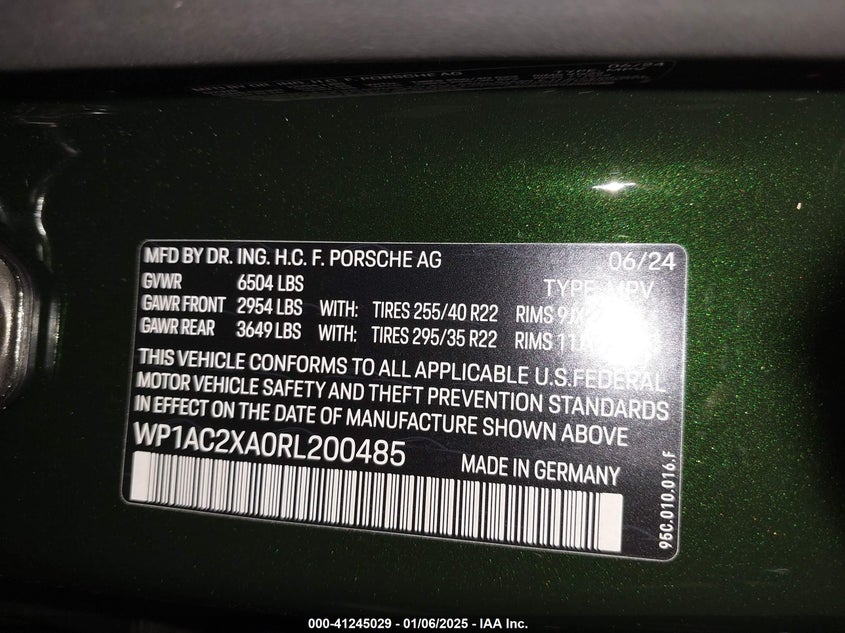 MFD BY DR. ING. H.C. F. PORSCHE AG 06/24
GVWR 6504 LBS TYPE: MPV
GAWR FRONT 2954 LBS WITH: TIRES 255/40 R22 RIMS
GAWR REAR 3649 LBS WITH: TIRES 295/35 R22 RIMS
THIS VEHICLE CONFORMS TO ALL APPLICABLE U.S.FEDERAL
MOTOR VEHICLE SAFETY AND THEFT PREVENTION STANDARDS
IN EFFECT ON THE DATE OF MANUFACTURE SHOWN ABOVE
WP1AC2XA0RL200485
MADE IN GERMANY
95C.010.016.F
000-41245029 - 01/06/2025 - IAA Inc.